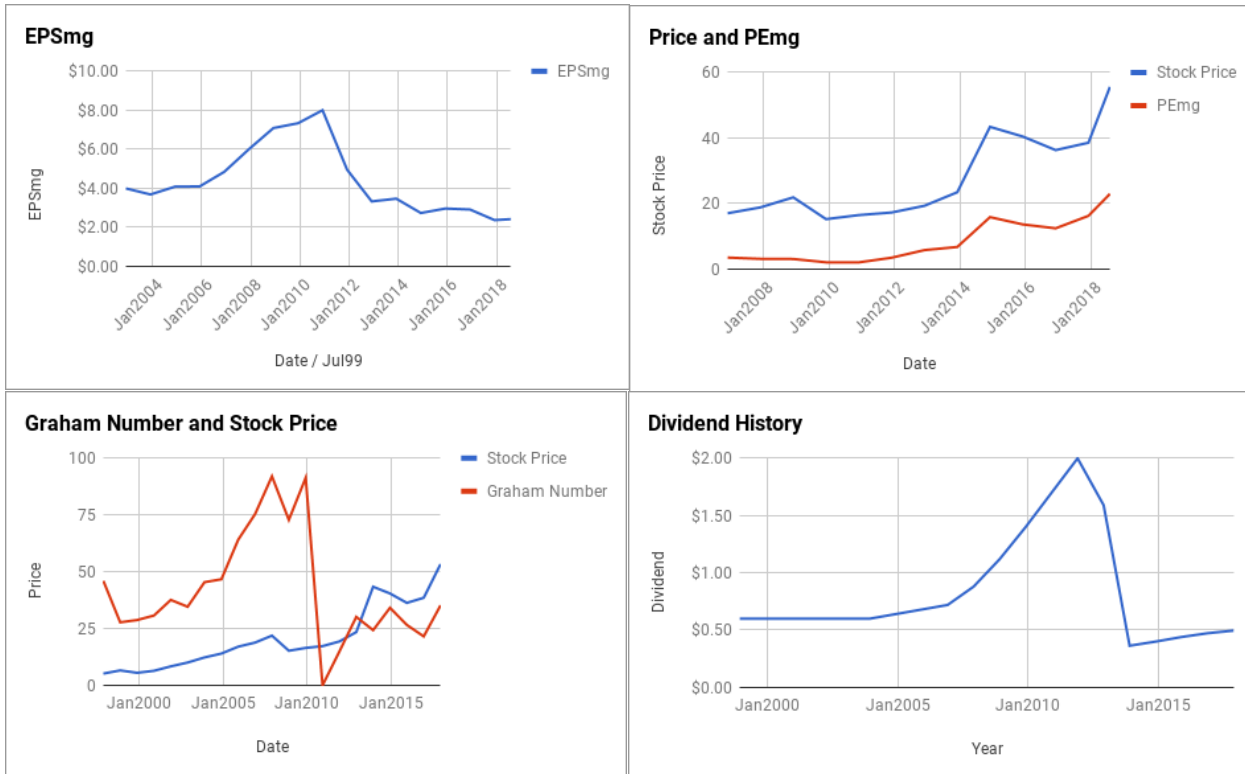 EPSmg
$10.00
$8.00
$6.00
$4.00
$2.00
$0.00
EPSmg
EPSmg
Jan2004
Jan2006
Jan2008
Jan2010
Jan2012
Jan2014
Jan2016
Jan2018
Date / Jul99
Price and PEmg
60
40
20
0
Stock Price
Stock Price
PEmg
Jan2008
Jan2010
Jan2012
Jan2014
Jan2016
Jan2018
Date
Graham Number and Stock Price
100
75
50
25
0
Price
Stock Price
Graham Number
Jan2000
Jan2005
Jan2010
Jan2015
Date
Dividend History
$2.00
$1.50
$1.00
$0.50
$0.00
Dividend
Jan2000
Jan2005
Jan2010
Jan2015
Year